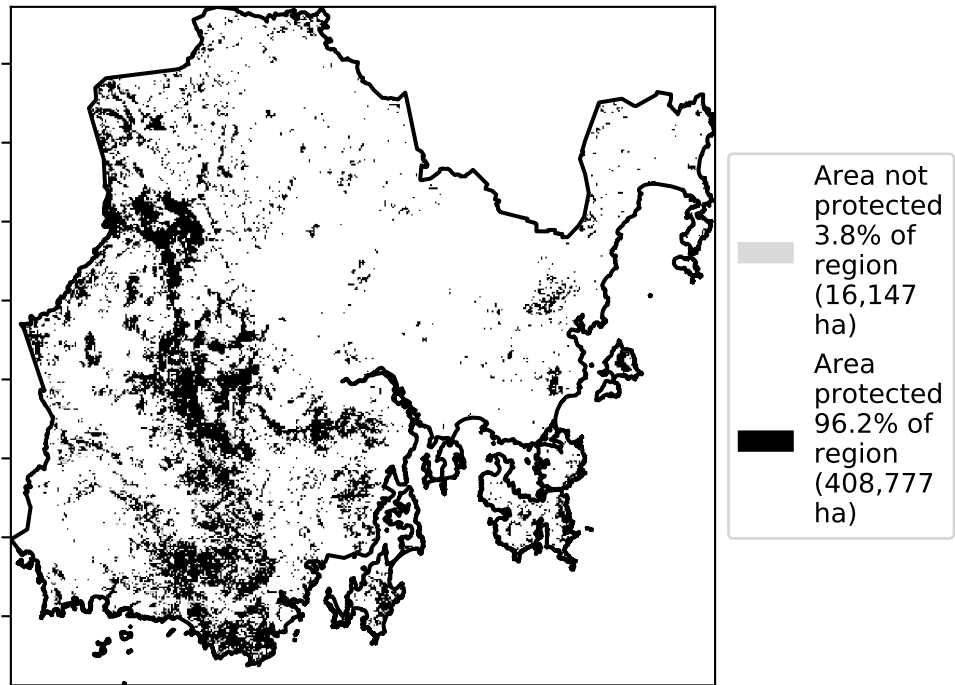 Area not
protected
3.8% of
region
(16,147
ha)
Area
protected
96.2% of
region
(408,777
ha)